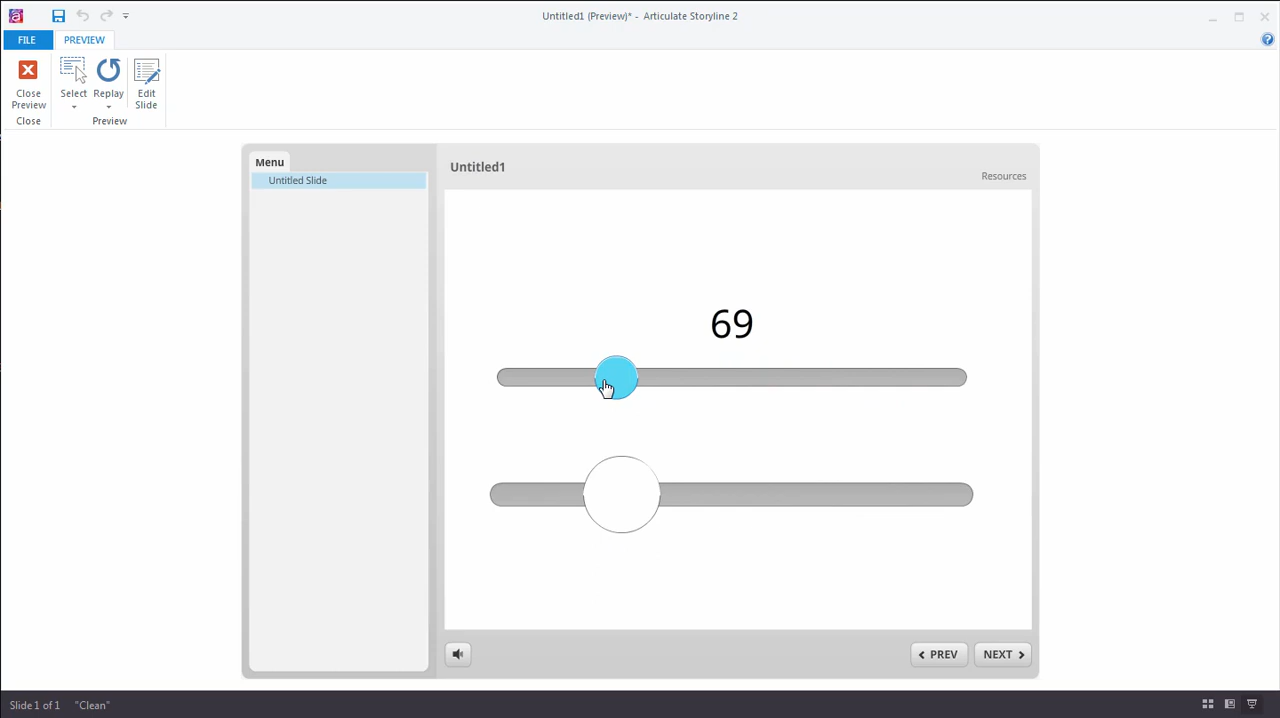 Untitled1 (Preview)* - Articulate Storyline 2
FILE
PREVIEW
Close
Preview
Select
Replay
Edit
Slide
Close
Preview
Menu
Untitled Slide
Untitled1
Resources
69
PREV
NEXT
Slide 1 of 1
"Clean"